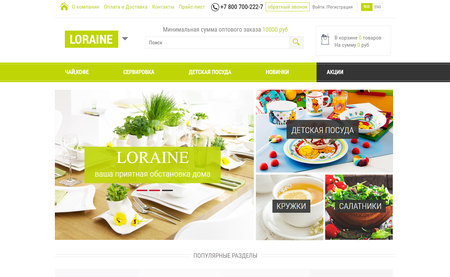 О компании Оплата и Доставка Контакты Прайс-лист +7 800 700-222-7 обратный звонок Войти Регистрация
Минимальная сумма оптового заказа 10000 руб
LORAINE
Поиск
В корзине 0 товаров
На сумму 0 руб
ЧАЙ,КОФЕ СЕРВИРОВКА ДЕТСКАЯ ПОСУДА НОВИНКИ АКЦИИ
LORAINE
ваша приятная обстановка дома
ДЕТСКАЯ ПОСУДА
КРУЖКИ
САЛАТНИКИ
ПОПУЛЯРНЫЕ РАЗДЕЛЫ